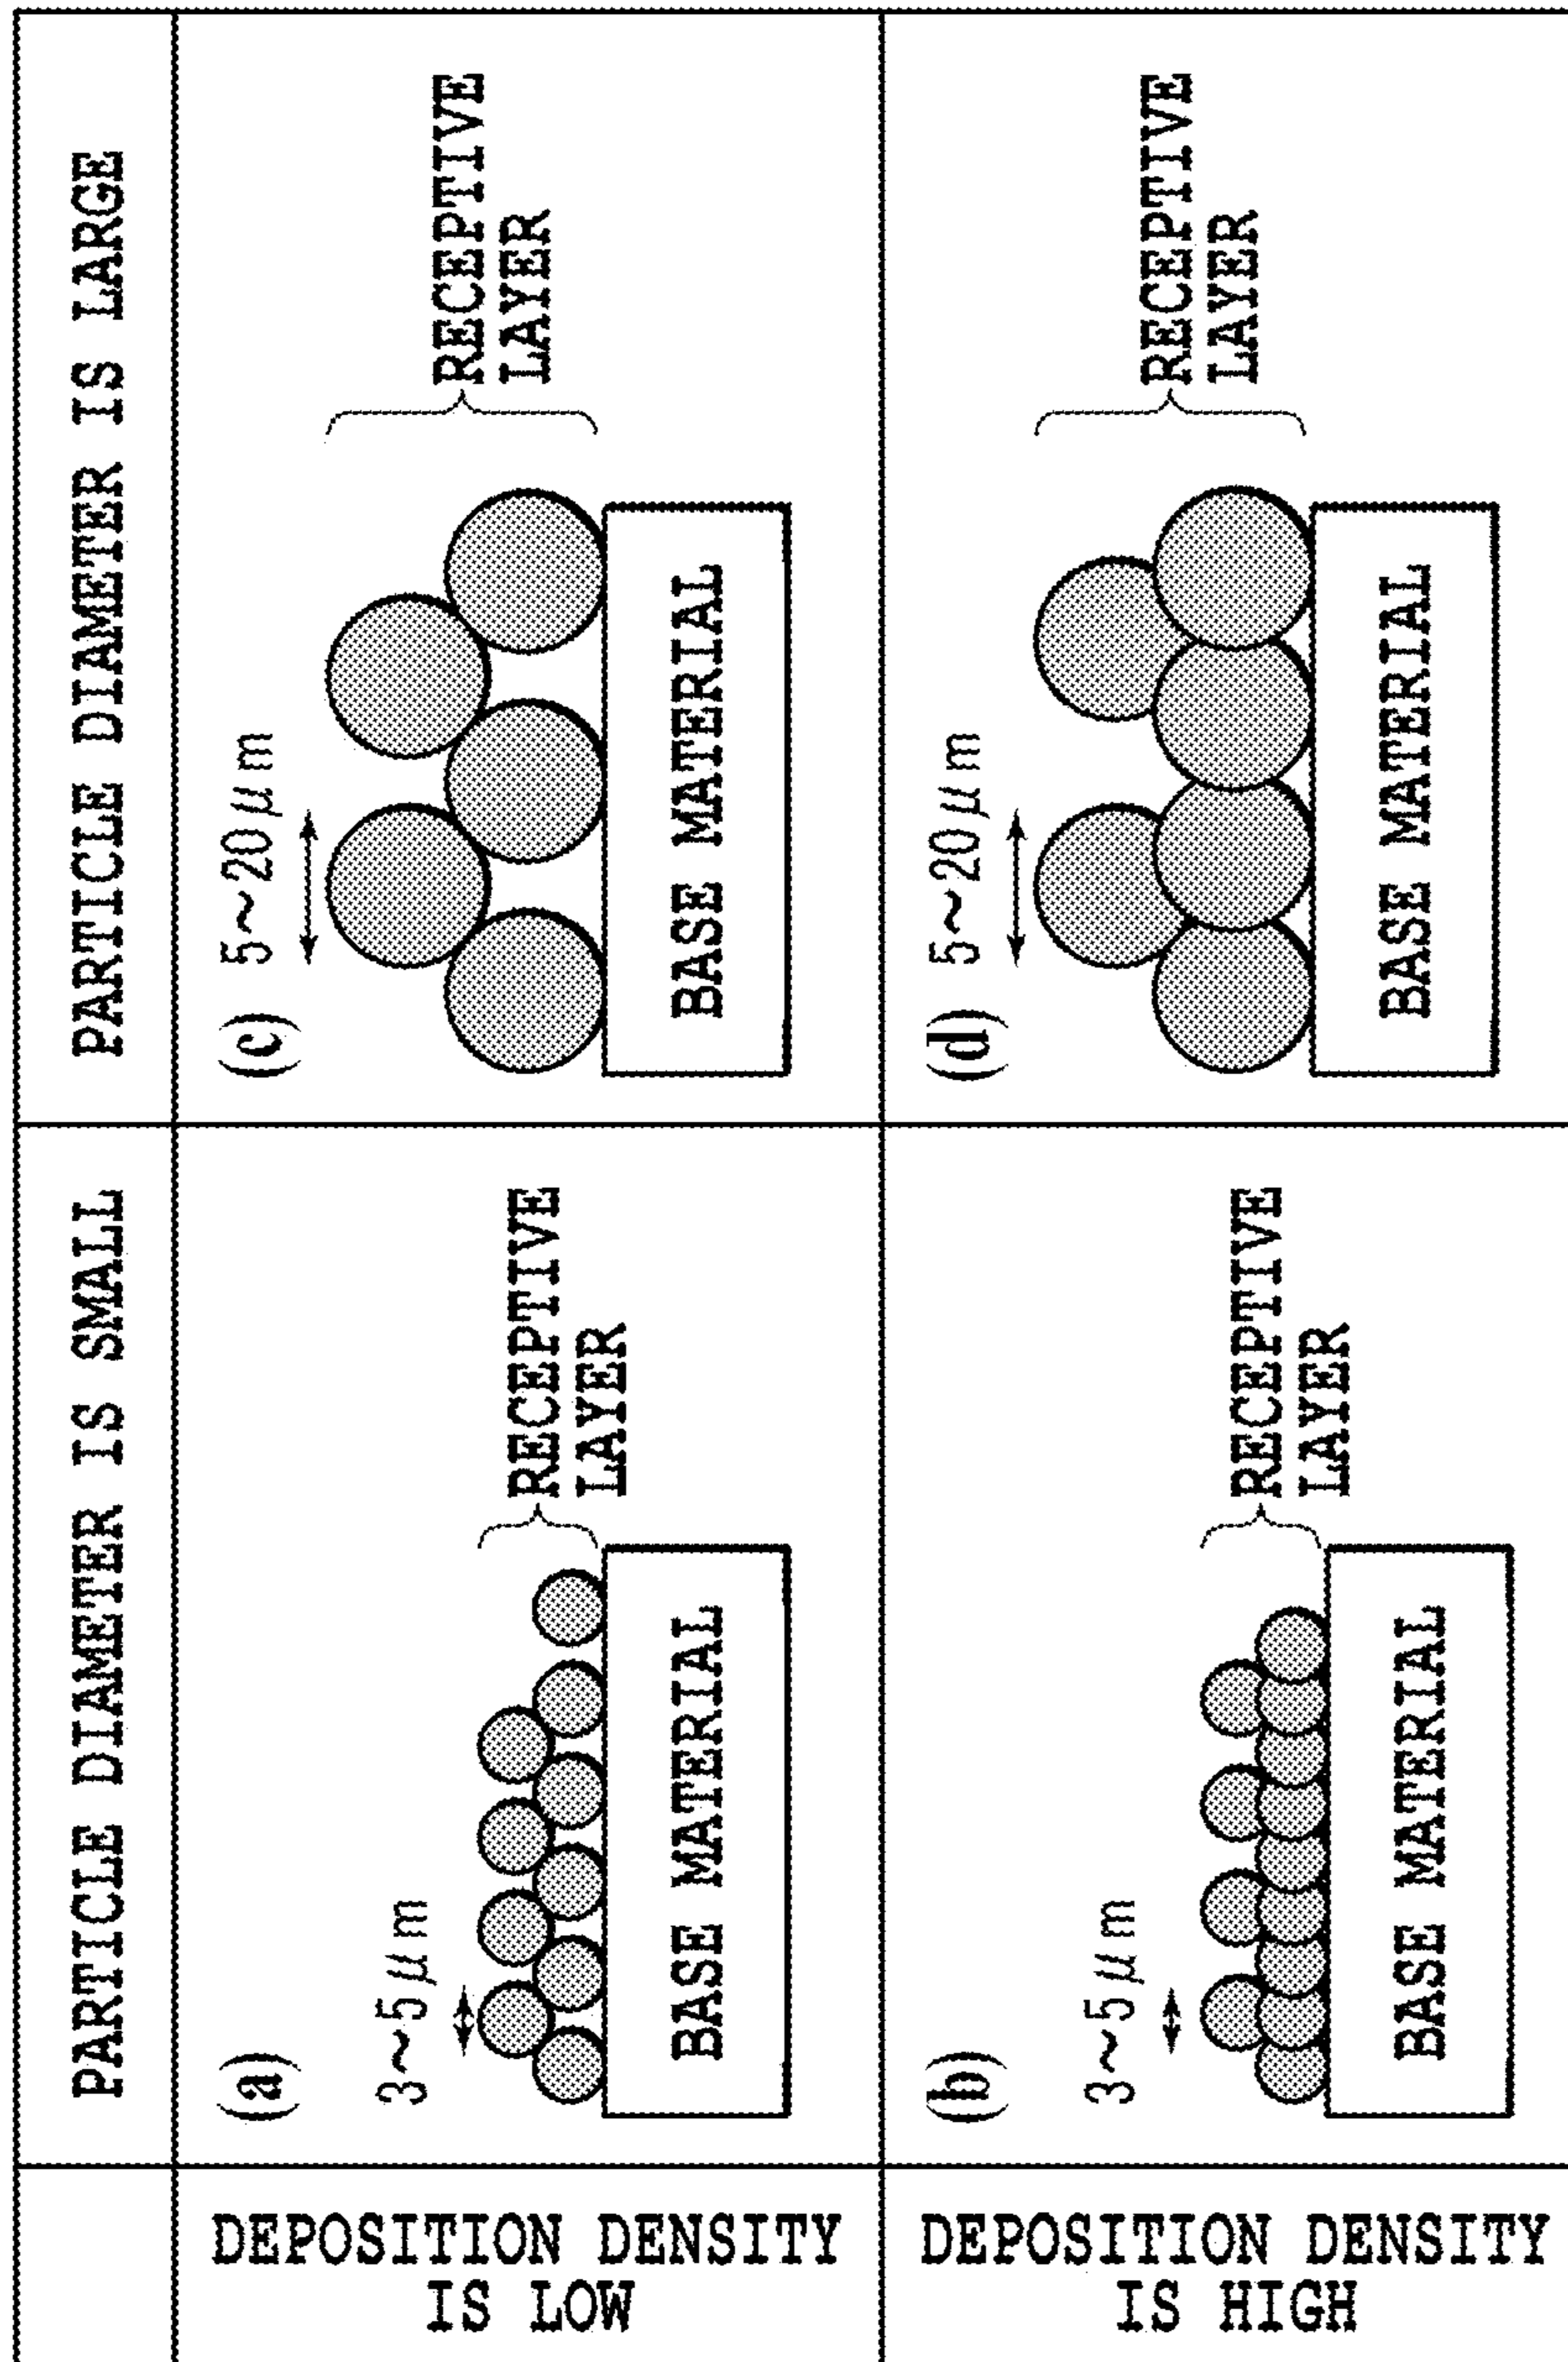 PARTICLE DIAMETER IS SMALL
PARTICLE DIAMETER IS LARGE
DEPOSITION DENSITY
IS LOW
(a)
3~5μm
RECEPTIVE
LAYER
BASE MATERIAL
(c)
5~20μm
RECEPTIVE
LAYER
BASE MATERIAL
DEPOSITION DENSITY
IS HIGH
(b)
3~5μm
RECEPTIVE
LAYER
BASE MATERIAL
(d)
5~20μm
RECEPTIVE
LAYER
BASE MATERIAL